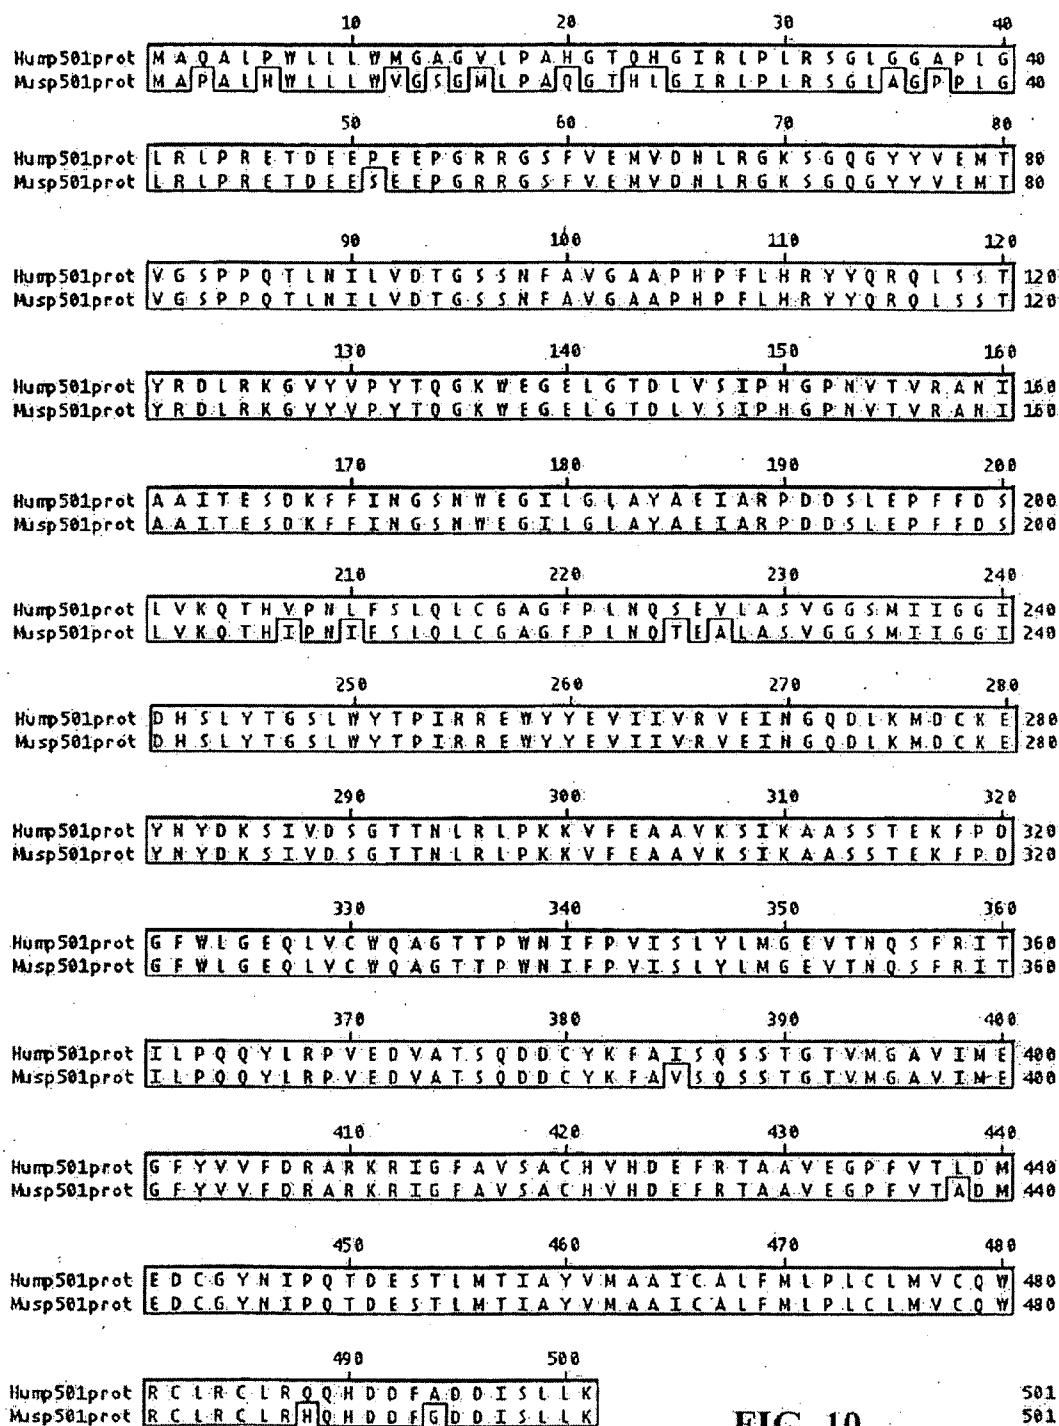 10 20 30 40
Hump501prot M A Q A L P W L L L W M G A G V L P A H G T Q H G I R L P L R S G L G G A P L G 40
Musp501prot M A P A L H W L L L W V G S G M L P A Q G T H L G I R L P L R S G L A G P P L G 40
50 60 70 80
Hump501prot L R L P R E T D E E P E E P G R R G S F V E M V D N L R G K S G Q G Y Y V E M T 80
Musp501prot L R L P R E T D E E S E E P G R R G S F V E M V D N L R G K S G Q G Y Y V E M T 80
90 100 110 120
Hump501prot V G S P P Q T L N I L V D T G S S N F A V G A A P H P F L H R Y Y Q R Q L S S T 120
Musp501prot V G S P P Q T L N I L V D T G S S N F A V G A A P H P F L H R Y Y Q R Q L S S T 120
130 140 150 160
Hump501prot Y R D L R K G V Y V P Y T Q G K W E G E L G T D L V S I P H G P N V T V R A N I 160
Musp501prot Y R D L R K G V Y V P Y T Q G K W E G E L G T D L V S I P H G P N V T V R A N I 160
170 180 190 200
Hump501prot A A I T E S D K F F I N G S N W E G I L G L A Y A E I A R P D D S L E P F F D S 200
Musp501prot A A I T E S D K F F I N G S N W E G I L G L A Y A E I A R P D D S L E P F F D S 200
210 220 230 240
Hump501prot L V K Q T H V P N L F S L Q L C G A G F P L N Q S E V L A S V G G S M I I G G I 240
Musp501prot L V K Q T H I P N I F S L Q L C G A G F P L N Q T E A L A S V G G S M I I G G I 240
250 260 270 280
Hump501prot D H S L Y T G S L W Y T P I R R E W Y Y E V I I V R V E I N G Q D L K M D C K E 280
Musp501prot D H S L Y T G S L W Y T P I R R E W Y Y E V I I V R V E I N G Q D L K M D C K E 280
290 300 310 320
Hump501prot Y N Y D K S I V D S G T T N L R L P K K V F E A A V K S I K A A S S T E K F P D 320
Musp501prot Y N Y D K S I V D S G T T N L R L P K K V F E A A V K S I K A A S S T E K F P D 320
330 340 350 360
Hump501prot G F W L G E Q L V C W Q A G T T P W N I F P V I S L Y L M G E V T N Q S F R I T 360
Musp501prot G F W L G E Q L V C W Q A G T T P W N I F P V I S L Y L M G E V T N Q S F R I T 360
370 380 390 400
Hump501prot I L P Q Q Y L R P V E D V A T S Q D D C Y K F A I S Q S S T G T V M G A V I M E 400
Musp501prot I L P Q Q Y L R P V E D V A T S Q D D C Y K F A V S Q S S T G T V M G A V I M E 400
410 420 430 440
Hump501prot G F Y V V F D R A R K R I G F A V S A C H V H D E F R T A A V E G P F V T L D M 440
Musp501prot G F Y V V F D R A R K R I G F A V S A C H V H D E F R T A A V E G P F V T A D M 440
450 460 470 480
Hump501prot E D C G Y N I P Q T D E S T L M T I A Y V M A A I C A L F M L P L C L M V C Q W 480
Musp501prot E D C G Y N I P Q T D E S T L M T I A Y V M A A I C A L F M L P L C L M V C Q W 480
490 500
Hump501prot R C L R C L R Q Q H D D F A D D I S L L K 501
Musp501prot R C L R C L R H Q H D D F G D D I S L L K 501
FIG. 10